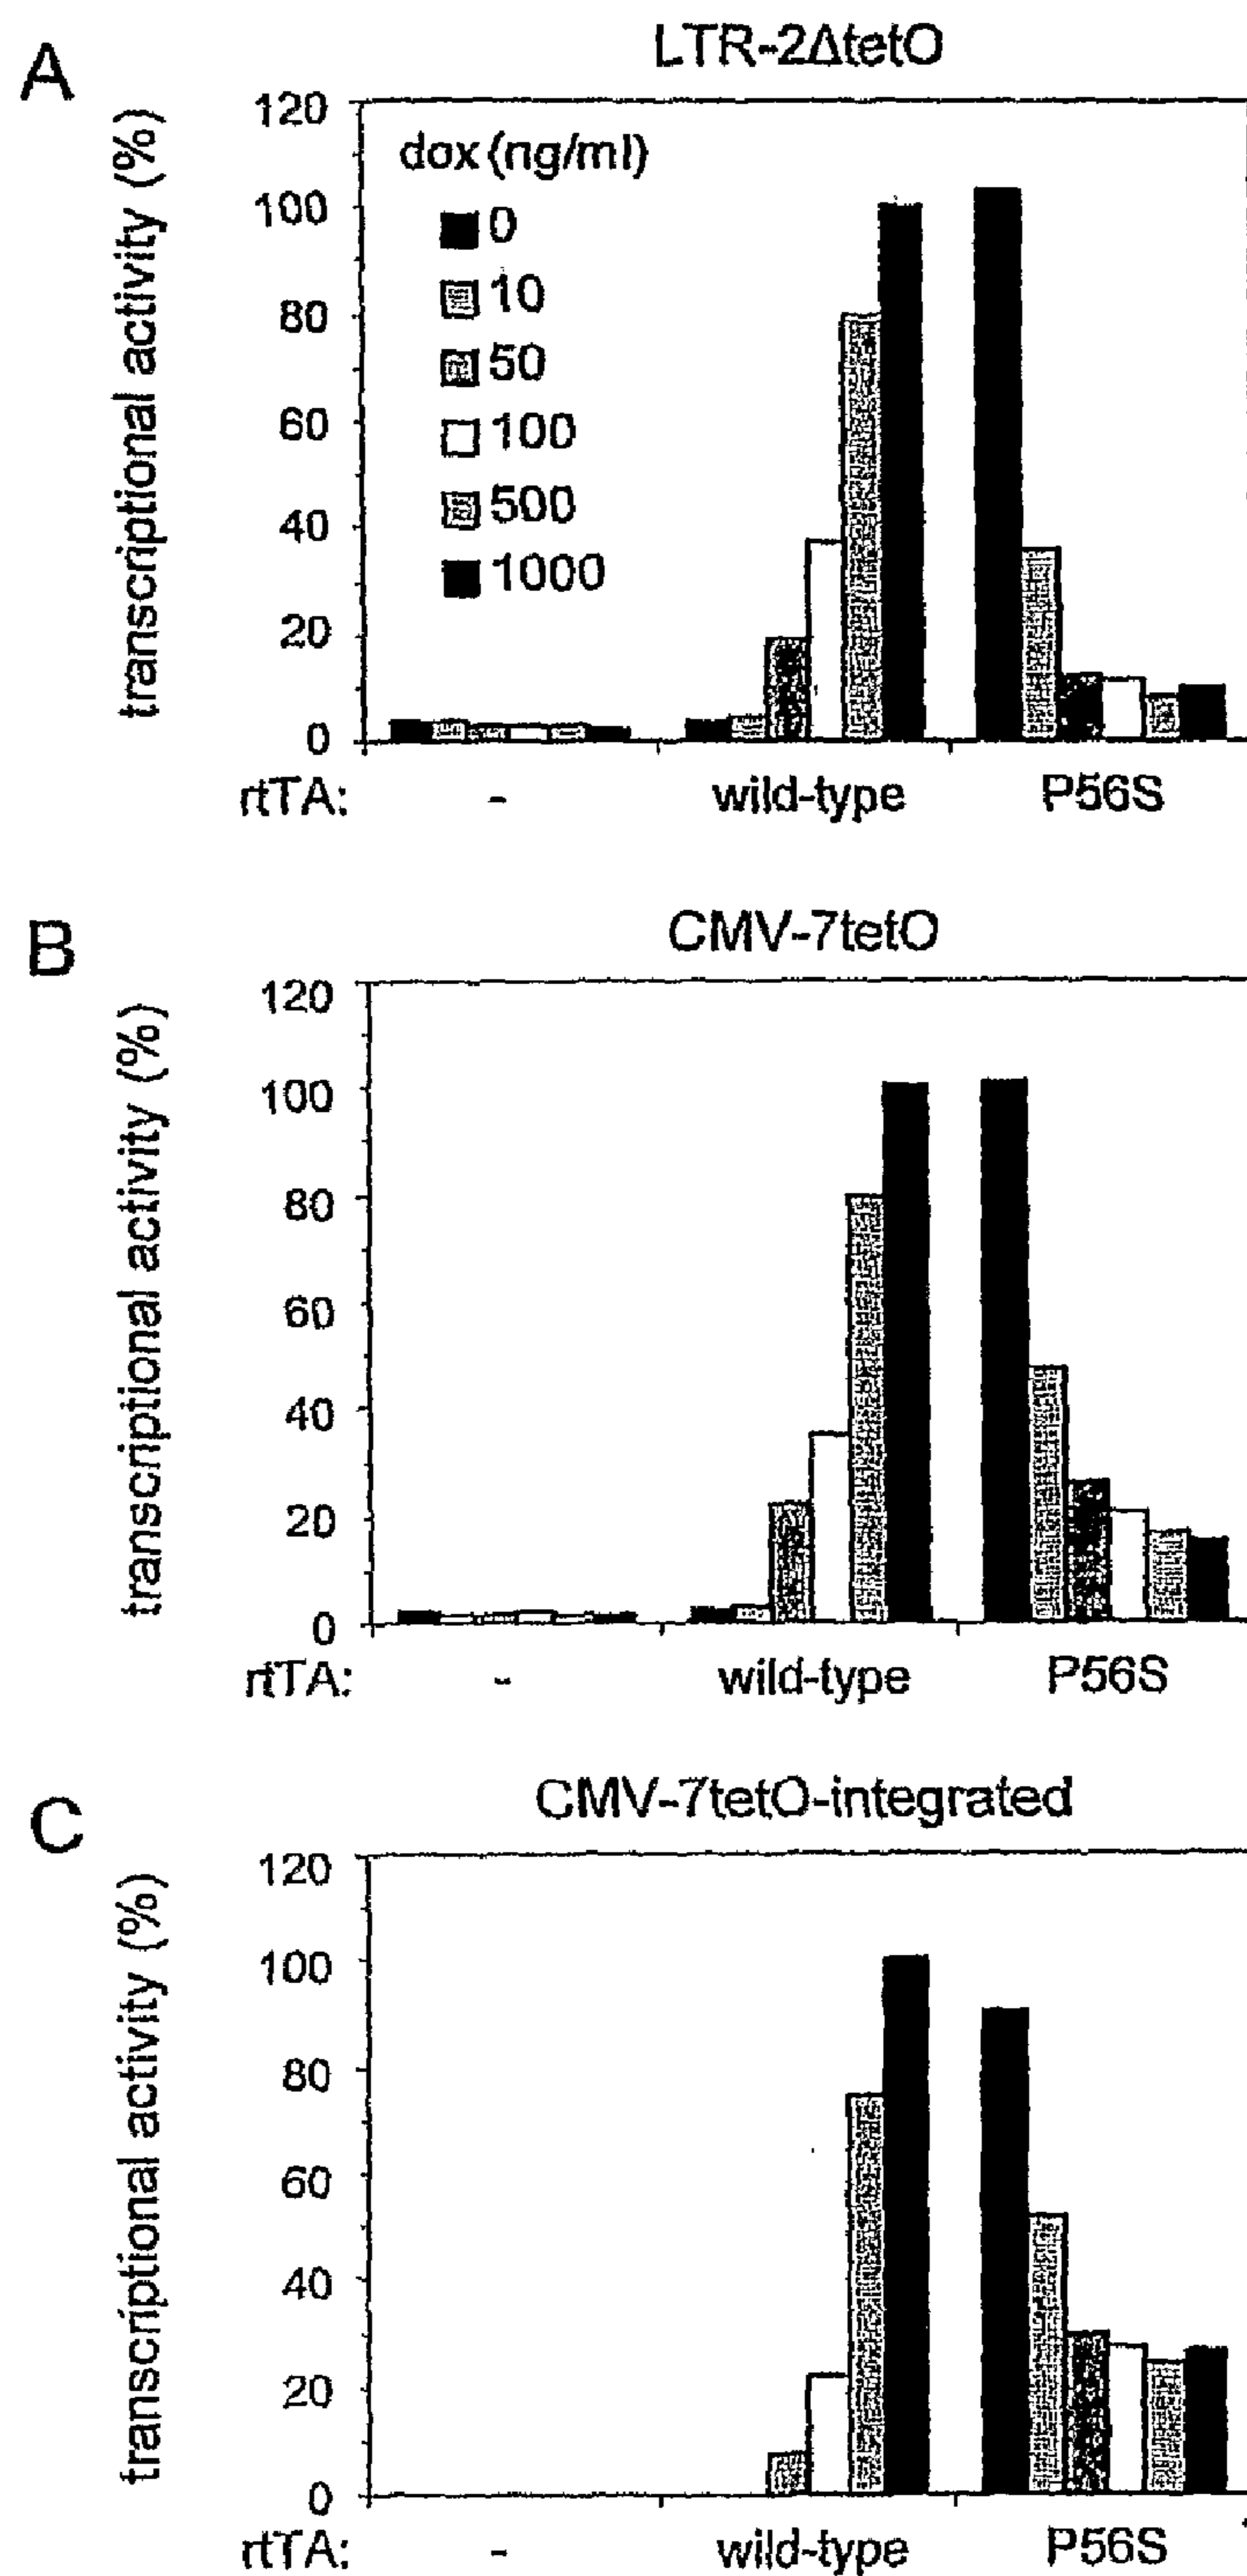 A
LTR-2ΔtetO
transcriptional activity (%)
120
100
80
60
40
20
0
dox (ng/ml)
0
10
50
100
500
1000
rtTA: - wild-type P56S
B
CMV-7tetO
transcriptional activity (%)
120
100
80
60
40
20
0
rtTA: - wild-type P56S
C
CMV-7tetO-integrated
transcriptional activity (%)
120
100
80
60
40
20
0
rtTA: - wild-type P56S